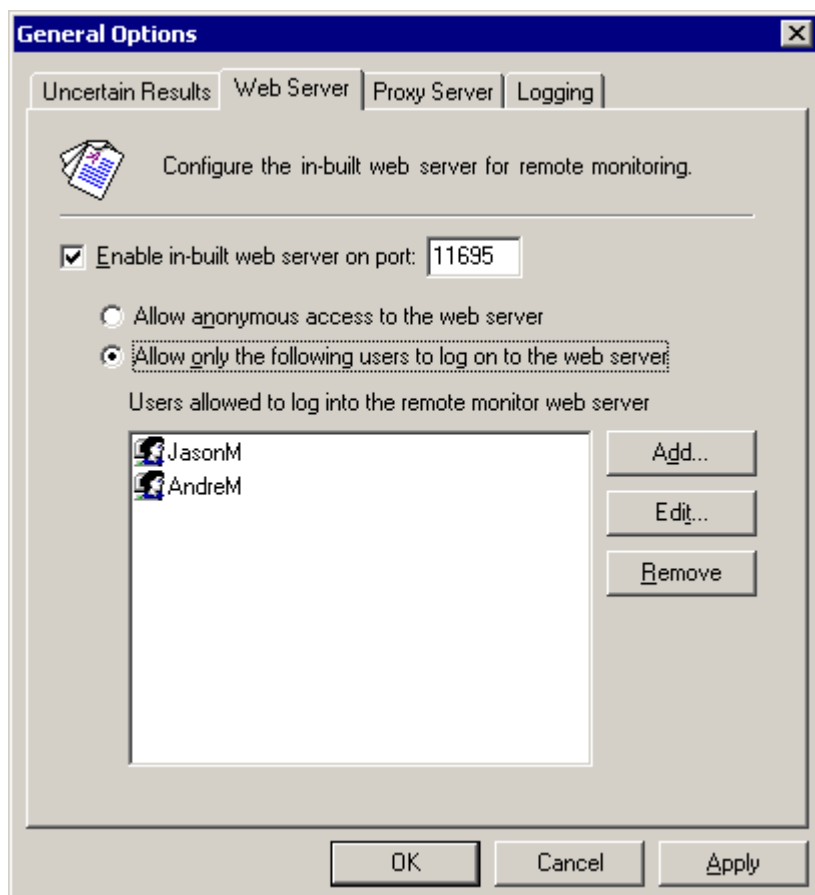 General Options
Uncertain Results Web Server Proxy Server Logging
Configure the in-built web server for remote monitoring.
Enable in-built web server on port: 11695
Allow anonymous access to the web server
Allow only the following users to log on to the web server
Users allowed to log into the remote monitor web server
JasonM Add...
AndreM
Edit...
Remove
OK Cancel Apply